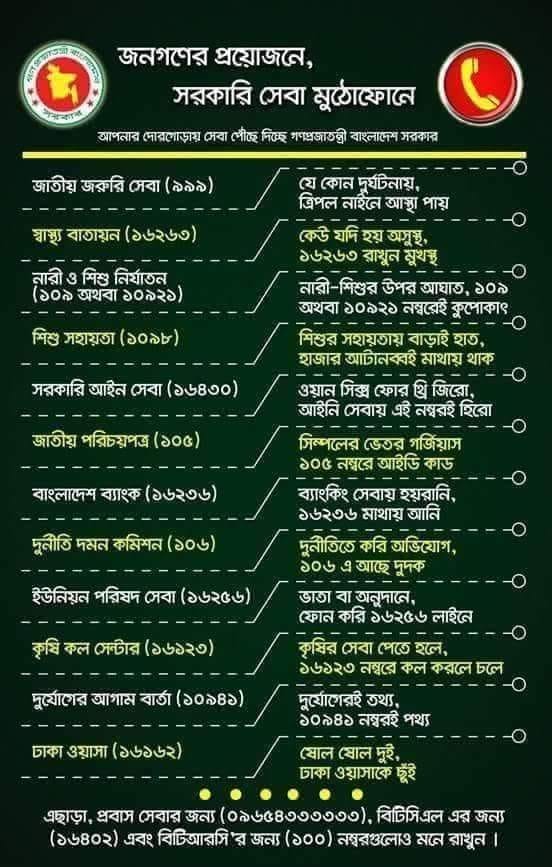 গণপ্রজাতন্ত্রী বাংলাদেশ
সরকার
জনগণের প্রয়োজনে,
সরকারি সেবা মুঠোফোনে
আপনার দোরগোড়ায় সেবা পৌঁছে দিচ্ছে গণপ্রজাতন্ত্রী বাংলাদেশ সরকার
জাতীয় জরুরি সেবা (৯৯৯)
যে কোন দুর্ঘটনায়,
ত্রিপল নাইনে আস্থা পায়
স্বাস্থ্য বাতায়ন (১৬২৬৩)
কেউ যদি হয় অসুস্থ,
১৬২৬৩ রাখুন মুখস্থ
নারী ও শিশু নির্যাতন
(১০৯ অথবা ১০৯২১)
নারী-শিশুর উপর আঘাত, ১০৯
অথবা ১০৯২১ নম্বরেই কুপোকাৎ
শিশু সহায়তা (১০৯৮)
শিশুর সহায়তায় বাড়াই হাত,
হাজার আটানব্বই মাথায় থাক
সরকারি আইন সেবা (১৬৪৩০)
ওয়ান সিক্স ফোর থ্রি জিরো,
আইনি সেবায় এই নম্বরই হিরো
জাতীয় পরিচয়পত্র (১০৫)
সিম্পলের ভেতর গর্জিয়াস
১০৫ নম্বরে আইডি কার্ড
বাংলাদেশ ব্যাংক (১৬২৩৬)
ব্যাংকিং সেবায় হয়রানি,
১৬২৩৬ মাথায় আনি
দুর্নীতি দমন কমিশন (১০৬)
দুর্নীতিতে করি অভিযোগ,
১০৬ এ আছে দুদক
ইউনিয়ন পরিষদ সেবা (১৬২৫৬)
ভাতা বা অনুদানে,
ফোন করি ১৬২৫৬ লাইনে
কৃষি কল সেন্টার (১৬১২৩)
কৃষির সেবা পেতে হলে,
১৬১২৩ নম্বরে কল করলে চলে
দুর্যোগের আগাম বার্তা (১০৯৪১)
দুর্যোগেরই তথ্য,
১০৯৪১ নম্বরই পথ্য
ঢাকা ওয়াসা (১৬১৬২)
ষোল ষোল দুই,
ঢাকা ওয়াসাকে ছুঁই
এছাড়া, প্রবাস সেবার জন্য (০৯৬৫৪৩৩৩৩৩৩), বিটিসিএল এর জন্য
(১৬৪০২) এবং বিটিআরসি'র জন্য (১০০) নম্বরগুলোও মনে রাখুন ।